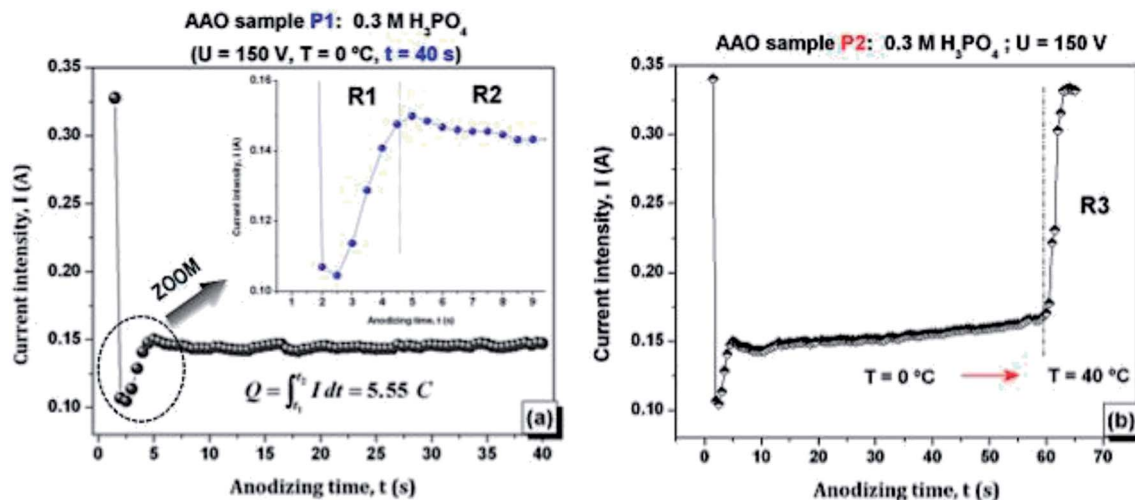 AAO sample P1: 0.3 M H₃PO₄
(U = 150 V, T = 0 ºC, t = 40 s)
0.35
0.30
0.25
0.20
0.15
0.10
Current intensity, I (A)
0 5 10 15 20 25 30 35 40
Anodizing time, t (s)
ZOOM
0.16
0.14
0.12
0.10
Current intensity, I (A)
R1 R2
1 2 3 4 5 6 7 8 9
Anodizing time, t (s)
Q = ∫_{t₁}^{t₂} I dt = 5.55 C
(a)
AAO sample P2: 0.3 M H₃PO₄ ; U = 150 V
0.35
0.30
0.25
0.20
0.15
0.10
Current intensity, I (A)
R3
T = 0 ºC → T = 40 ºC
(b)
0 10 20 30 40 50 60 70
Anodizing time, t (s)